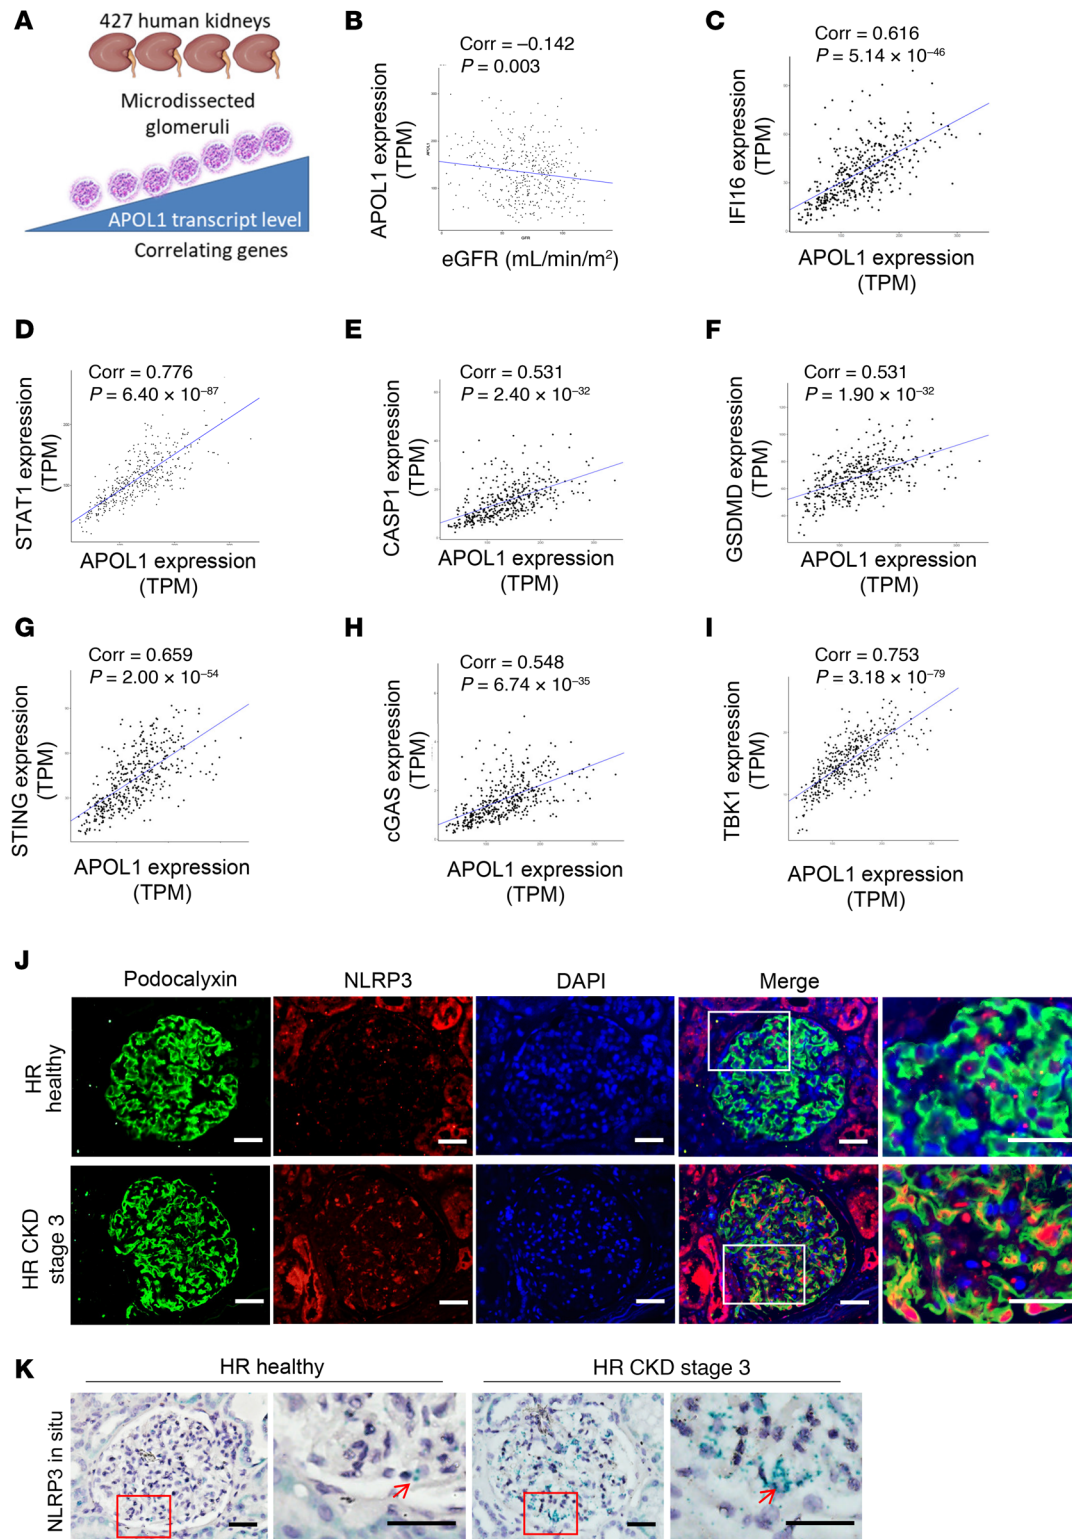 A
427 human kidneys
Microdissected
glomeruli
APOL1 transcript level
Correlating genes
B
Corr = –0.142
P = 0.003
APOL1 expression
(TPM)
eGFR (mL/min/m²)
C
Corr = 0.616
P = 5.14 × 10⁻⁴⁶
IFI16 expression
(TPM)
APOL1 expression
(TPM)
D
Corr = 0.776
P = 6.40 × 10⁻⁸⁷
STAT1 expression
(TPM)
APOL1 expression
(TPM)
E
Corr = 0.531
P = 2.40 × 10⁻³²
CASP1 expression
(TPM)
APOL1 expression
(TPM)
F
Corr = 0.531
P = 1.90 × 10⁻³²
GSDMD expression
(TPM)
APOL1 expression
(TPM)
G
Corr = 0.659
P = 2.00 × 10⁻⁵⁴
STING expression
(TPM)
APOL1 expression
(TPM)
H
Corr = 0.548
P = 6.74 × 10⁻³⁵
cGAS expression
(TPM)
APOL1 expression
(TPM)
I
Corr = 0.753
P = 3.18 × 10⁻⁷⁹
TBK1 expression
(TPM)
APOL1 expression
(TPM)
J
Podocalyxin
NLRP3
DAPI
Merge
HR
healthy
HR CKD
stage 3
K
HR healthy
HR CKD stage 3
NLRP3 in situ